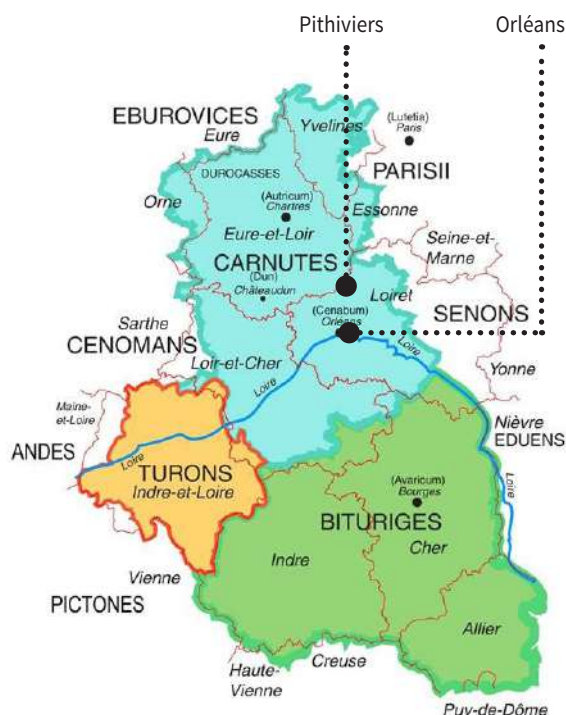 Pithiviers
Orléans
EBUROVICES
Eure
Yvelines
(Lutetia)
Paris
PARISII
DUROCASSES
Orne
(Autricum)
Chartres
Essonne
Eure-et-Loir
Seine-et-
Marne
CARNUTES
(Dun)
Châteaudun
Loiret
(Cenabum)
Orléans
SENONS
Sarthe
CENOMANS
Loir-et-Cher
Loire
Yonne
Loire
Maine-
et-Loire
Nièvre
EDUENS
ANDES
Loire
TURONS
Indre-et-Loire
(Avaricum)
Bourges
Loire
BITURIGES
Cher
Indre
Vienne
PICTONES
Allier
Haute-
Vienne
Creuse
Puy-de-Dôme